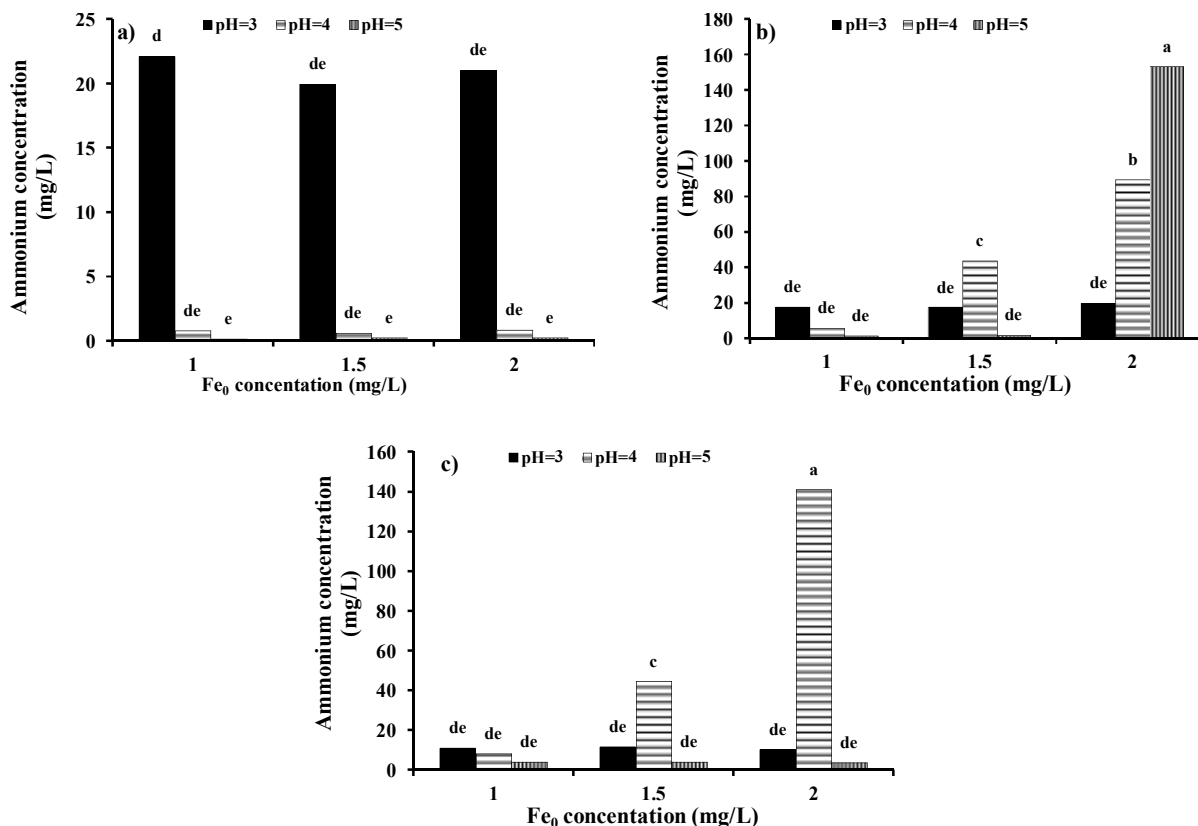 a)
pH=3 pH=4 pH=5
Ammonium concentration
(mg/L)
25
20
15
10
5
0
d
de
e
de
de
e
de
de
e
1 1.5 2
Fe₀ concentation (mg/L)
b)
pH=3 pH=4 pH=5
Ammonium concentration
(mg/L)
180
160
140
120
100
80
60
40
20
0
de
de
de
de
c
de
de
b
a
1 1.5 2
Fe₀ concentation (mg/L)
c)
pH=3 pH=4 pH=5
Ammonium concentration
(mg/L)
160
140
120
100
80
60
40
20
0
de
de
de
de
c
de
de
a
de
1 1.5 2
Fe₀ concentation (mg/L)